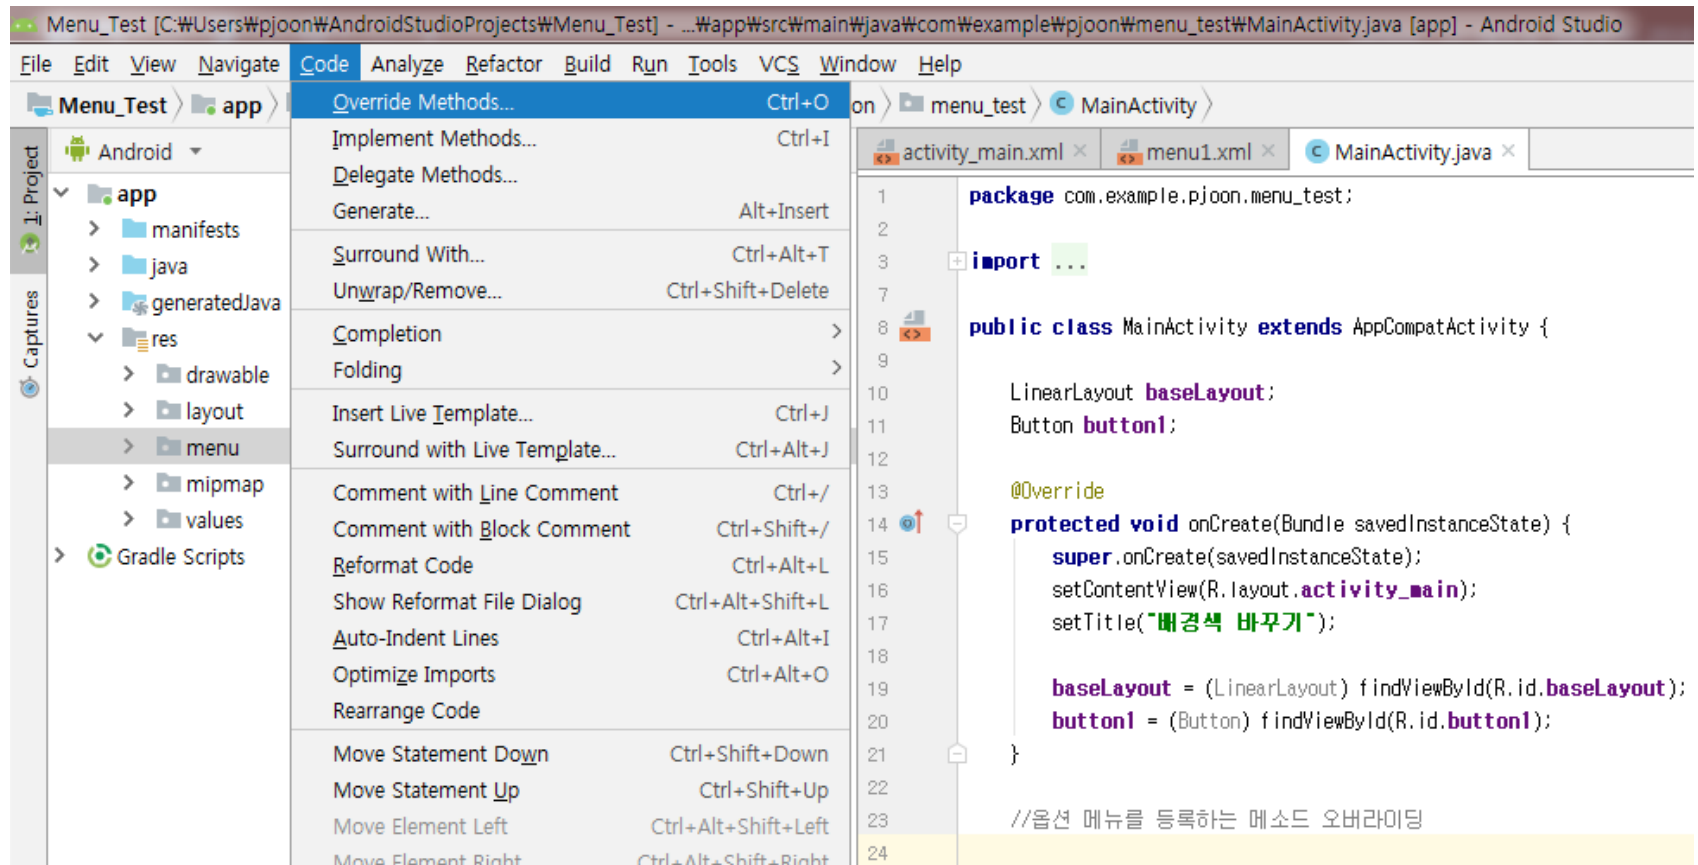 Menu_Test [C:₩Users₩pjoon₩AndroidStudioProjects₩Menu_Test] - ...₩app₩src₩main₩java₩com₩example₩pjoon₩menu_test₩MainActivity.java [app] - Android Studio
File Edit View Navigate Code Analyze Refactor Build Run Tools VCS Window Help
Menu_Test app on menu_test MainActivity
1: Project
Captures
Android
app
manifests
java
generatedJava
res
drawable
layout
menu
mipmap
values
Gradle Scripts
Override Methods... Ctrl+O
Implement Methods... Ctrl+I
Delegate Methods...
Generate... Alt+Insert
Surround With... Ctrl+Alt+T
Unwrap/Remove... Ctrl+Shift+Delete
Completion
Folding
Insert Live Template... Ctrl+J
Surround with Live Template... Ctrl+Alt+J
Comment with Line Comment Ctrl+/
Comment with Block Comment Ctrl+Shift+/
Reformat Code Ctrl+Alt+L
Show Reformat File Dialog Ctrl+Alt+Shift+L
Auto-Indent Lines Ctrl+Alt+I
Optimize Imports Ctrl+Alt+O
Rearrange Code
Move Statement Down Ctrl+Shift+Down
Move Statement Up Ctrl+Shift+Up
Move Element Left Ctrl+Alt+Shift+Left
Move Element Right Ctrl+Alt+Shift+Right
activity_main.xml menu1.xml MainActivity.java
1 package com.example.pjoon.menu_test;
2
3 import ...
7
8 public class MainActivity extends AppCompatActivity {
9
10 LinearLayout baseLayout;
11 Button button1;
12
13 @Override
14 protected void onCreate(Bundle savedInstanceState) {
15 super.onCreate(savedInstanceState);
16 setContentView(R.layout.activity_main);
17 setTitle("배경색 바꾸기");
18
19 baseLayout = (LinearLayout) findViewById(R.id.baseLayout);
20 button1 = (Button) findViewById(R.id.button1);
21 }
22
23 //옵션 메뉴를 등록하는 메소드 오버라이딩
24